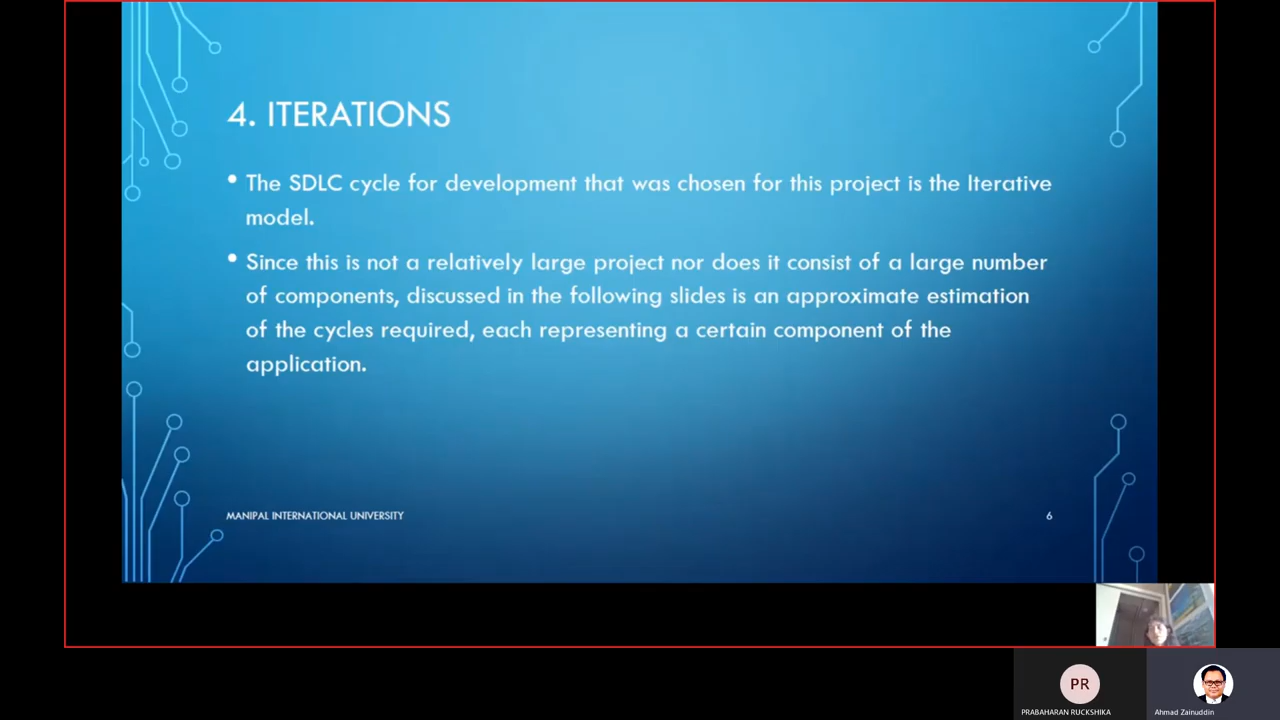 4. ITERATIONS
• The SDLC cycle for development that was chosen for this project is the Iterative
model.
• Since this is not a relatively large project nor does it consist of a large number
of components, discussed in the following slides is an approximate estimation
of the cycles required, each representing a certain component of the
application.
MANIPAL INTERNATIONAL UNIVERSITY
6
PR
PRABAHARAN RUCKSHIKA
Ahmad Zainuddin